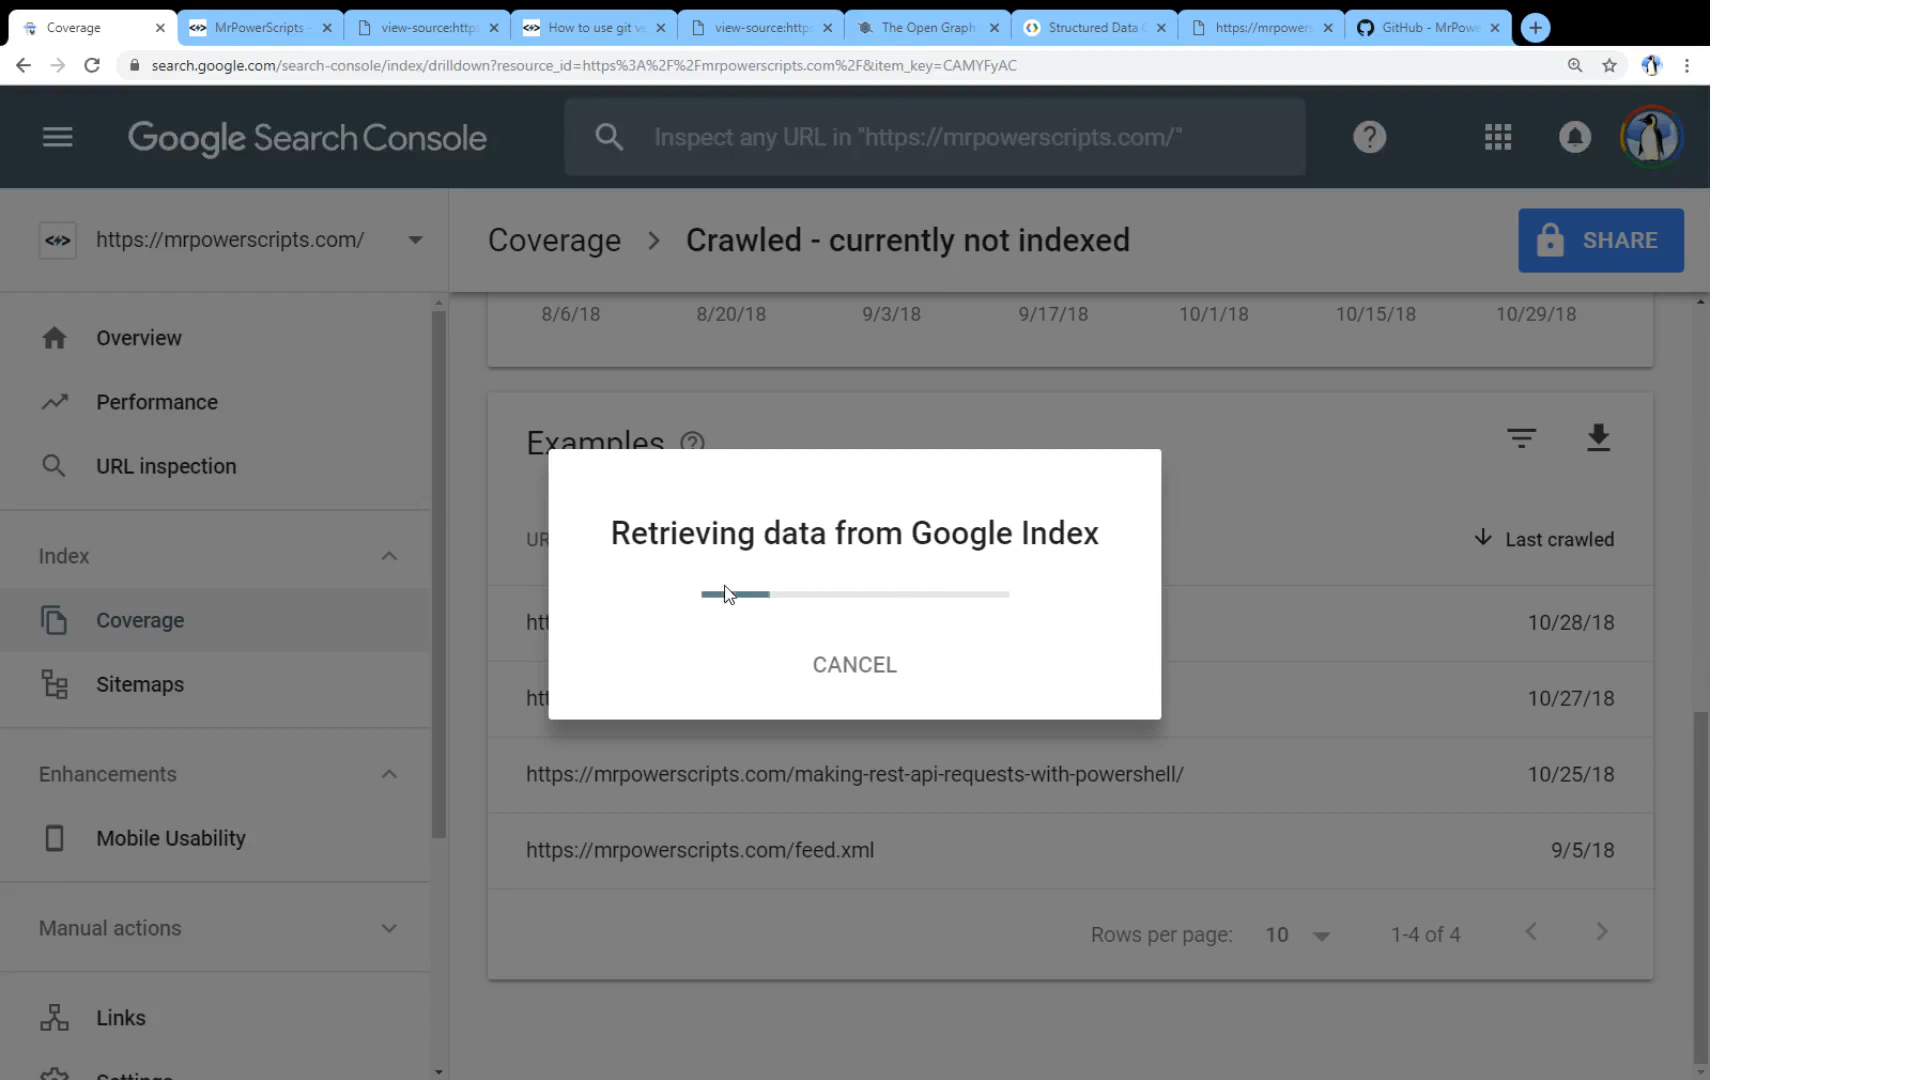 Coverage
MrPowerScripts -
view-source:https
How to use git ve
view-source:https
The Open Graph
Structured Data
https://mrpowers
GitHub - MrPowe
search.google.com/search-console/index/drilldown?resource_id=https%3A%2F%2Fmrpowerscripts.com%2F&item_key=CAMYFyAC
Google Search Console
Inspect any URL in "https://mrpowerscripts.com/"
https://mrpowerscripts.com/
Coverage > Crawled - currently not indexed
SHARE
Overview
Performance
URL inspection
Index
Coverage
Sitemaps
Enhancements
Mobile Usability
Manual actions
Links
Settings
8/6/18 8/20/18 9/3/18 9/17/18 10/1/18 10/15/18 10/29/18
Examples
UR
Last crawled
Retrieving data from Google Index
CANCEL
htt
10/28/18
htt
10/27/18
https://mrpowerscripts.com/making-rest-api-requests-with-powershell/ 10/25/18
https://mrpowerscripts.com/feed.xml 9/5/18
Rows per page: 10 1-4 of 4